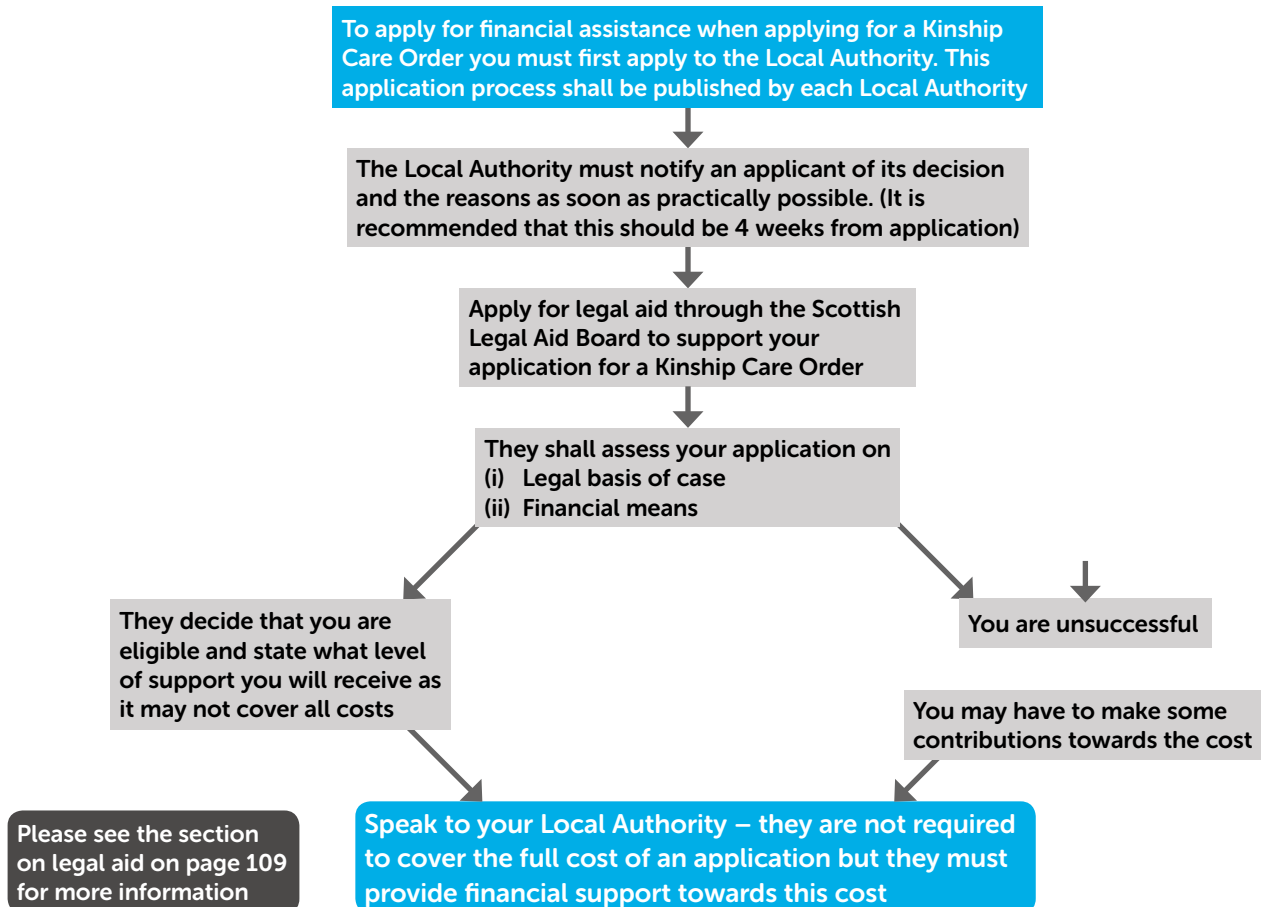 To apply for financial assistance when applying for a Kinship
Care Order you must first apply to the Local Authority. This
application process shall be published by each Local Authority
The Local Authority must notify an applicant of its decision
and the reasons as soon as practically possible. (It is
recommended that this should be 4 weeks from application)
Apply for legal aid through the Scottish
Legal Aid Board to support your
application for a Kinship Care Order
They shall assess your application on
(i) Legal basis of case
(ii) Financial means
They decide that you are
eligible and state what level
of support you will receive as
it may not cover all costs
You are unsuccessful
You may have to make some
contributions towards the cost
Please see the section
on legal aid on page 109
for more information
Speak to your Local Authority – they are not required
to cover the full cost of an application but they must
provide financial support towards this cost